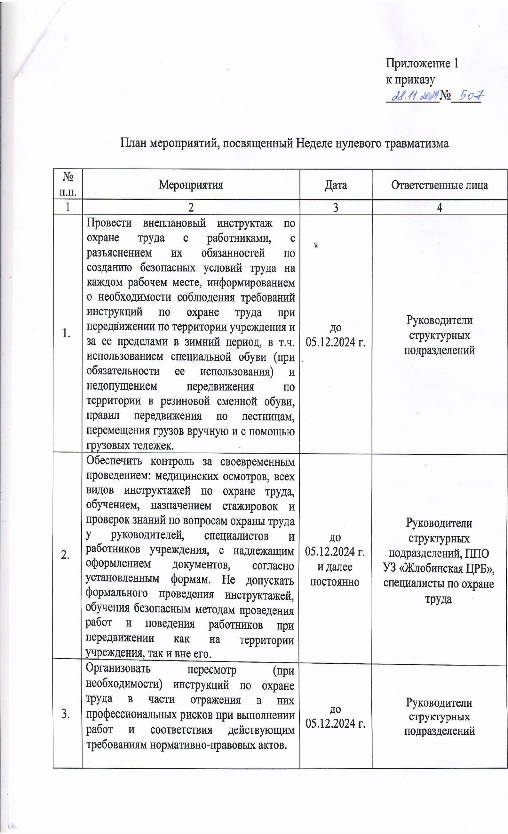 Приложение 1
к приказу
28.11.2024 № 507
План мероприятий, посвященный Неделе нулевого травматизма
№
п.п.
Мероприятия
Дата
Ответственные лица
1
2
3
4
1.
Провести внеплановый инструктаж по
охране труда с работниками, с
разъяснением их обязанностей по
созданию безопасных условий труда на
каждом рабочем месте, информированием
о необходимости соблюдения требований
инструкций по охране труда при
передвижении по территории учреждения и
за ее пределами в зимний период, в т.ч.
использованием специальной обуви (при
обязательности ее использования) и
недопущением передвижения по
территории в резиновой сменной обуви,
правил передвижения по лестницам,
перемещения грузов вручную и с помощью
грузовых тележек.
до
05.12.2024 г.
Руководители
структурных
подразделений
2.
Обеспечить контроль за своевременным
проведением: медицинских осмотров, всех
видов инструктажей по охране труда,
обучением, назначением стажировок и
проверок знаний по вопросам охраны труда
у руководителей, специалистов и
работников учреждения, с надлежащим
оформлением документов, согласно
установленным формам. Не допускать
формального проведения инструктажей,
обучения безопасным методам проведения
работ и поведения работников при
передвижении как на территории
учреждения, так и вне его.
до
05.12.2024 г.
и далее
постоянно
Руководители
структурных
подразделений, ППО
УЗ «Жлобинская ЦРБ»,
специалисты по охране
труда
3.
Организовать пересмотр (при
необходимости) инструкций по охране
труда в части отражения в них
профессиональных рисков при выполнении
работ и соответствия действующим
требованиям нормативно-правовых актов.
до
05.12.2024 г.
Руководители
структурных
подразделений